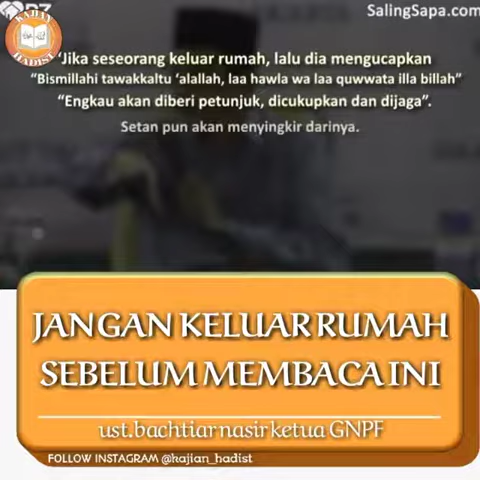 SalingSapa.com
KAJIAN
HADIST
"Jika seseorang keluar rumah, lalu dia mengucapkan
"Bismillahi tawakkaltu 'alallah, laa hawla wa laa quwwata illa billah"
"Engkau akan diberi petunjuk, dicukupkan dan dijaga".
Setan pun akan menyingkir darinya.
JANGAN KELUAR RUMAH
SEBELUM MEMBACA INI
ust.bachtiar nasir ketua GNPF
FOLLOW INSTAGRAM @kajian_hadist